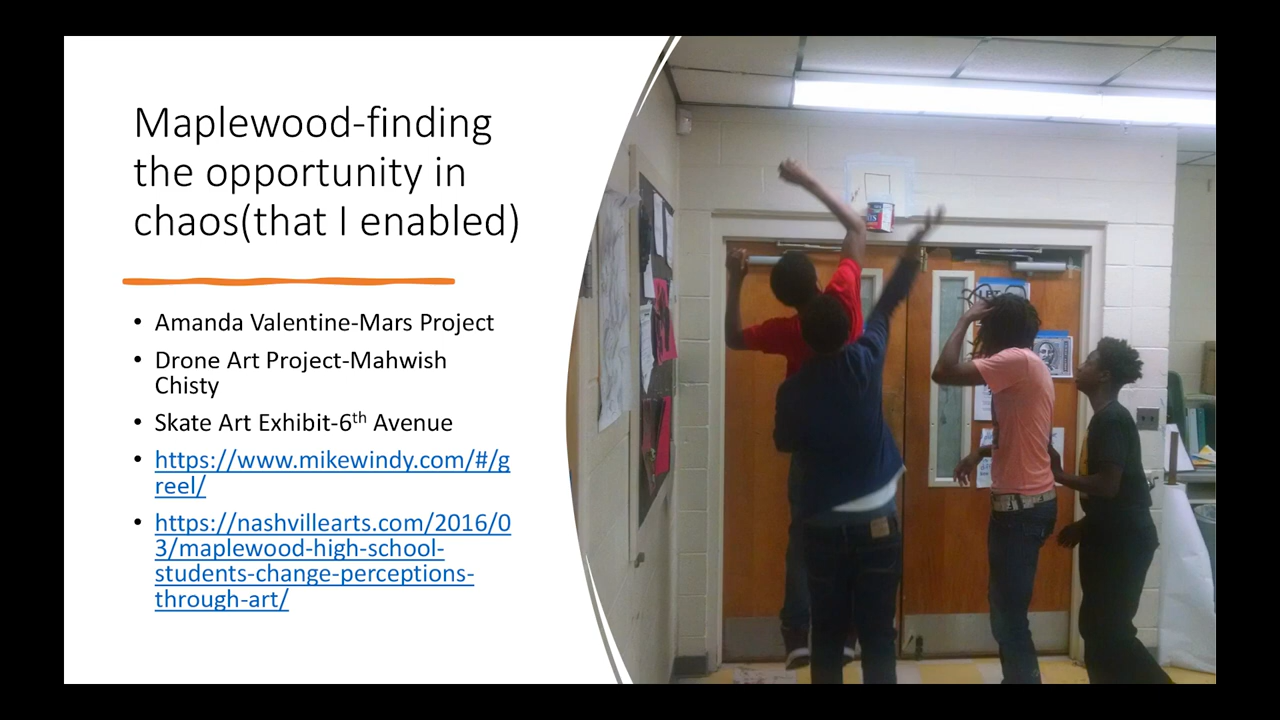 Maplewood-finding
the opportunity in
chaos(that I enabled)
• Amanda Valentine-Mars Project
• Drone Art Project-Mahwish
Chisty
• Skate Art Exhibit-6th Avenue
• https://www.mikewindy.com/#/g
reel/
• https://nashvillearts.com/2016/0
3/maplewood-high-school-
students-change-perceptions-
through-art/